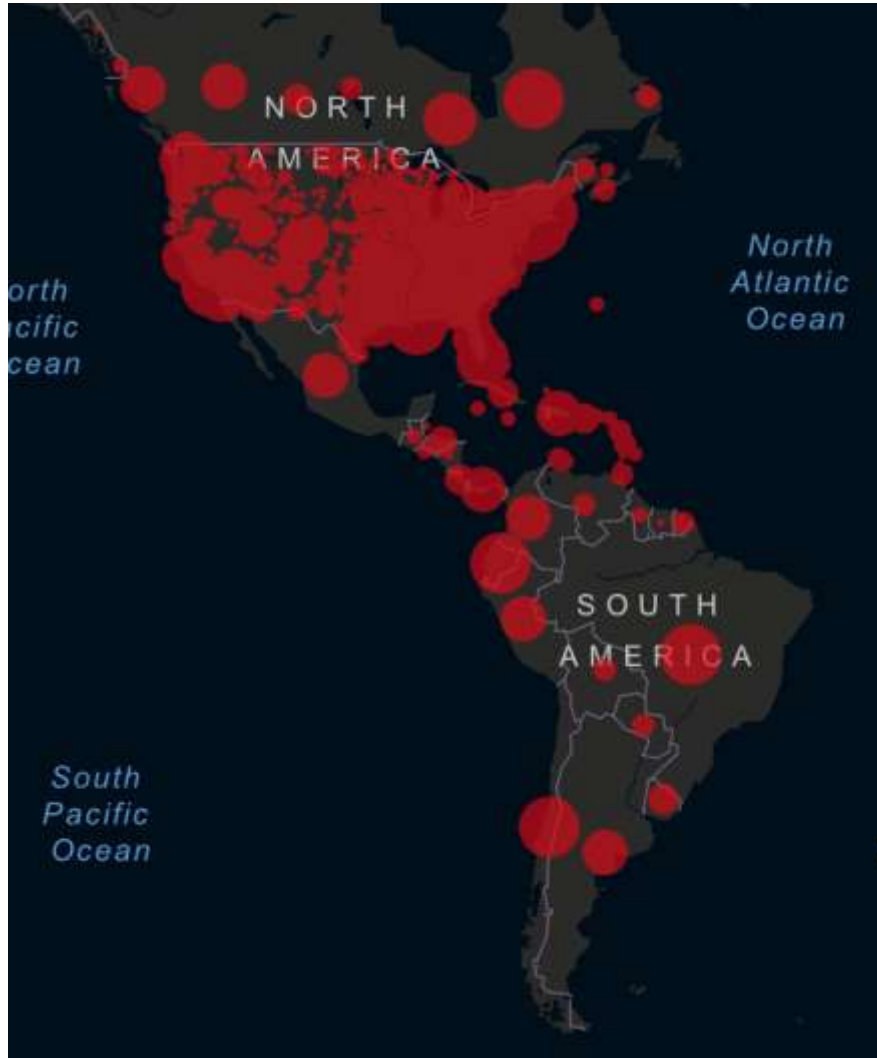 NORTH
AMERICA
North
Atlantic
Ocean
orth
acific
cean
SOUTH
AMERICA
South
Pacific
Ocean